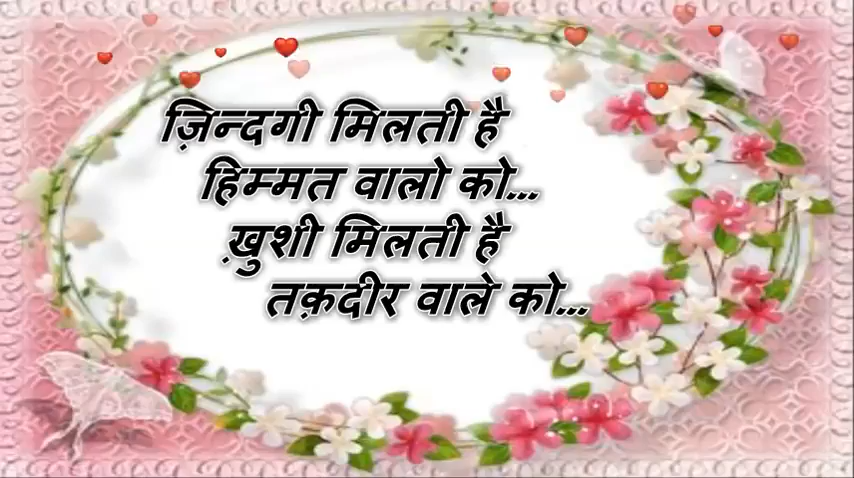 ज़िन्दगी मिलती है
हिम्मत वालो को...
ख़ुशी मिलती है
तक़दीर वाले को...